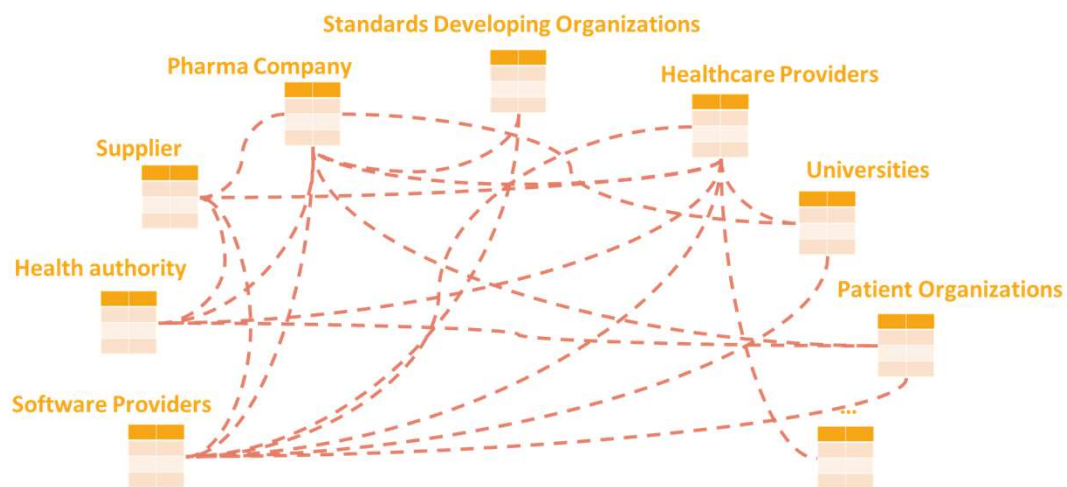 Standards Developing Organizations
Pharma Company
Healthcare Providers
Supplier
Universities
Health authority
Patient Organizations
Software Providers
...